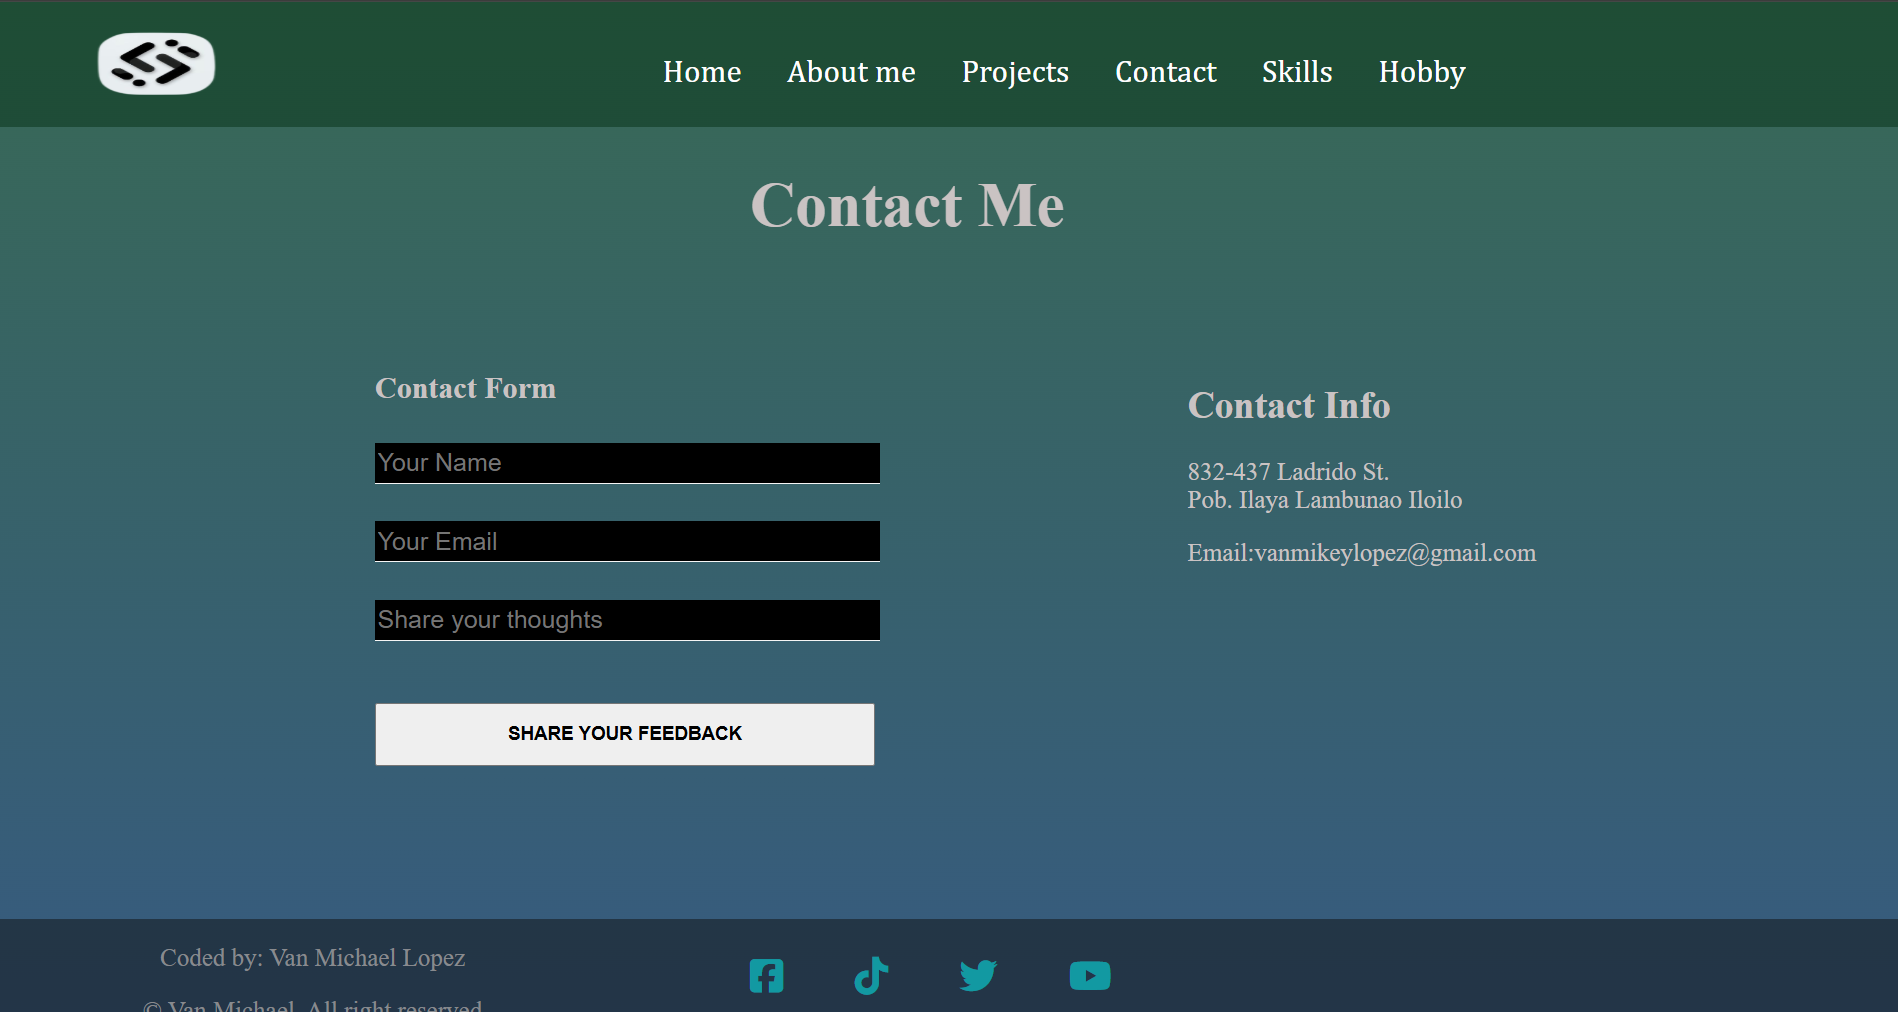 Home About me Projects Contact Skills Hobby
Contact Me
Contact Form
Your Name
Your Email
Share your thoughts
SHARE YOUR FEEDBACK
Contact Info
832-437 Ladrido St.
Pob. Ilaya Lambunao Iloilo
Email:vanmikeylopez@gmail.com
Coded by: Van Michael Lopez
© Van Michael. All right reserved